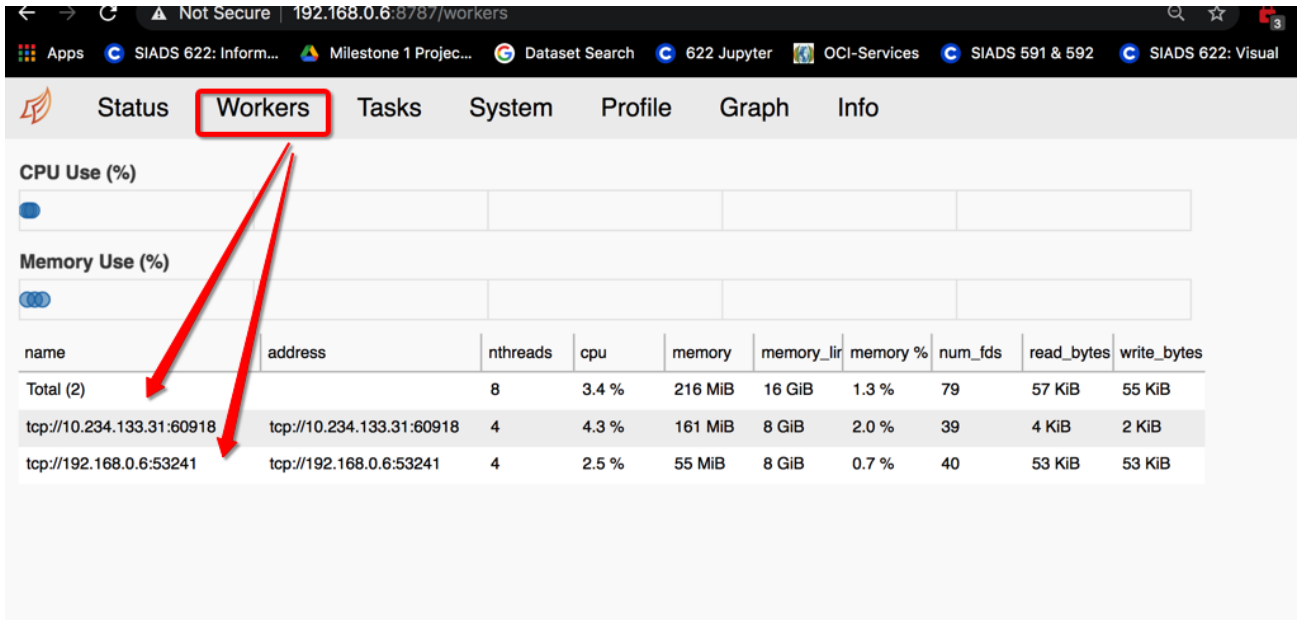 Not Secure | 192.168.0.6:8787/workers
3
Apps SIADS 622: Inform... Milestone 1 Projec... Dataset Search 622 Jupyter OCI-Services SIADS 591 & 592 SIADS 622: Visual
Status Workers Tasks System Profile Graph Info
CPU Use (%)
Memory Use (%)
name address nthreads cpu memory memory_lir memory % num_fds read_bytes write_bytes
Total (2) 8 3.4 % 216 MiB 16 GiB 1.3 % 79 57 KiB 55 KiB
tcp://10.234.133.31:60918 tcp://10.234.133.31:60918 4 4.3 % 161 MiB 8 GiB 2.0 % 39 4 KiB 2 KiB
tcp://192.168.0.6:53241 tcp://192.168.0.6:53241 4 2.5 % 55 MiB 8 GiB 0.7 % 40 53 KiB 53 KiB